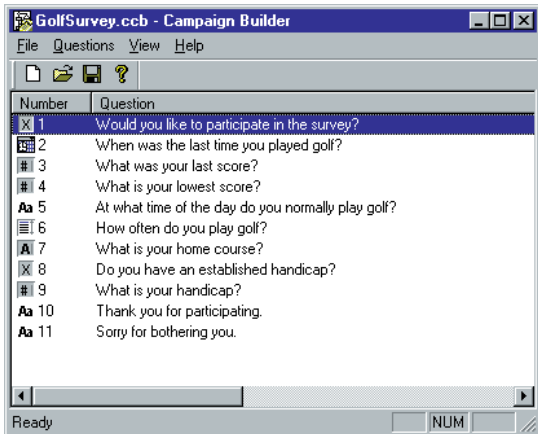 GolfSurvey.ccb - Campaign Builder
File Questions View Help
Number Question
X 1 Would you like to participate in the survey?
2 When was the last time you played golf?
# 3 What was your last score?
# 4 What is your lowest score?
Aa 5 At what time of the day do you normally play golf?
6 How often do you play golf?
A 7 What is your home course?
X 8 Do you have an established handicap?
# 9 What is your handicap?
Aa 10 Thank you for participating.
Aa 11 Sorry for bothering you.
Ready NUM